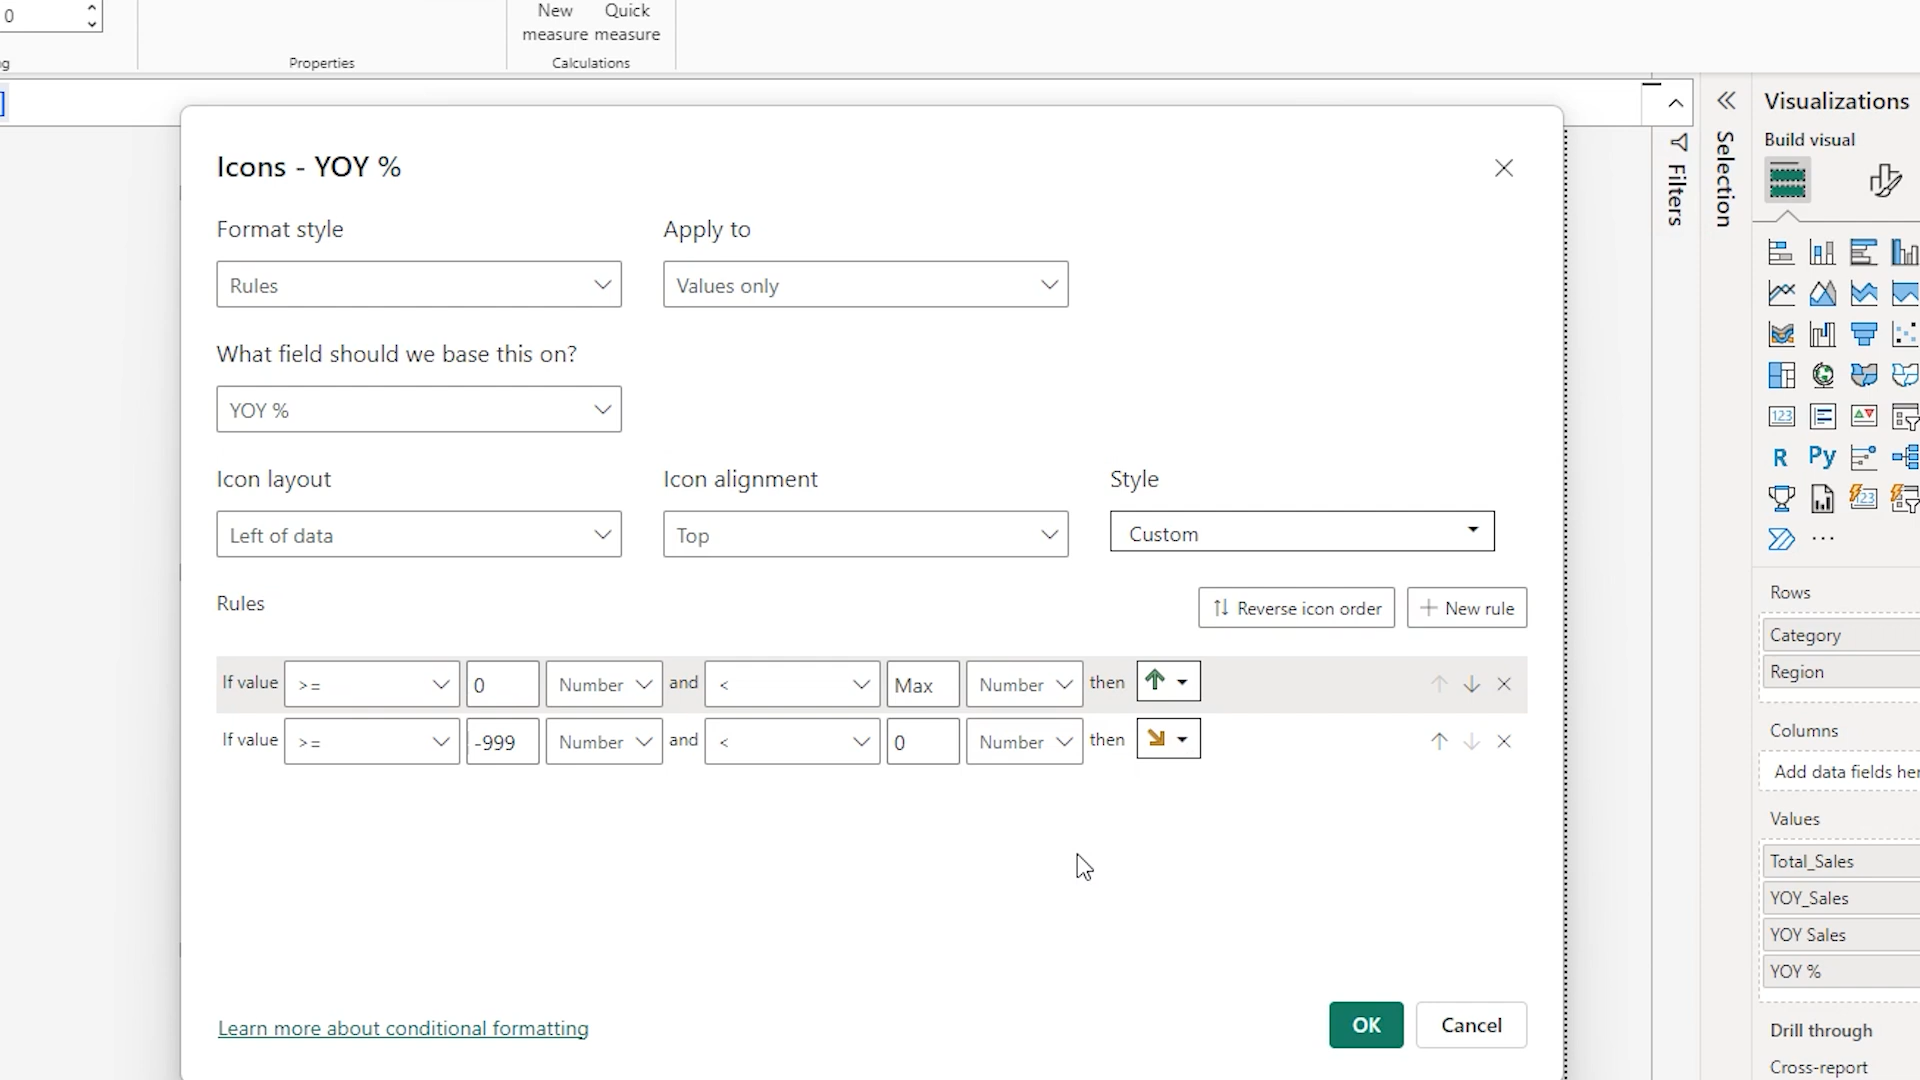 0
New Quick
measure measure
g
Properties
Calculations
]
Icons - YOY %
Format style
Apply to
Rules
Values only
What field should we base this on?
YOY %
Icon layout
Icon alignment
Style
Left of data
Top
Custom
Rules
Reverse icon order
New rule
If value >= 0 Number and < Max Number then
If value >= -999 Number and < 0 Number then
Learn more about conditional formatting
OK
Cancel
Filters
Selection
Visualizations
Build visual
123
R Py
123
...
Rows
Category
Region
Columns
Add data fields her
Values
Total_Sales
YOY_Sales
YOY Sales
YOY %
Drill through
Cross-report